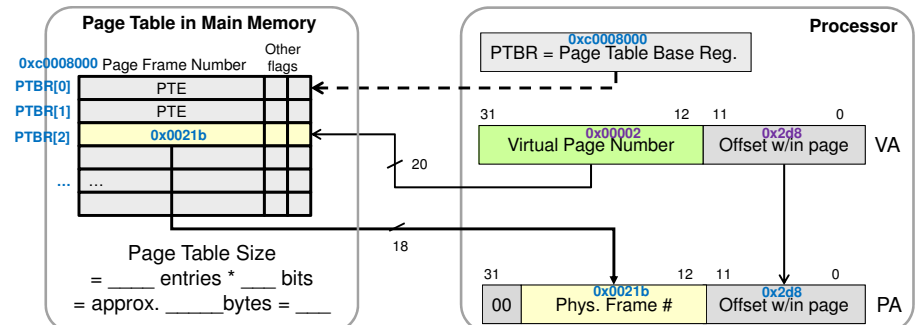 Page Table in Main Memory
0xc0008000 Page Frame Number Other flags
PTBR[0] PTE
PTBR[1] PTE
PTBR[2] 0x0021b
... ...
Page Table Size
= ____ entries * ___ bits
= approx. _____bytes = ___
Processor
0xc0008000
PTBR = Page Table Base Reg.
31 12 11 0
0x00002 0x2d8
Virtual Page Number Offset w/in page VA
20
18
31 12 11 0
0x0021b 0x2d8
00 Phys. Frame # Offset w/in page PA